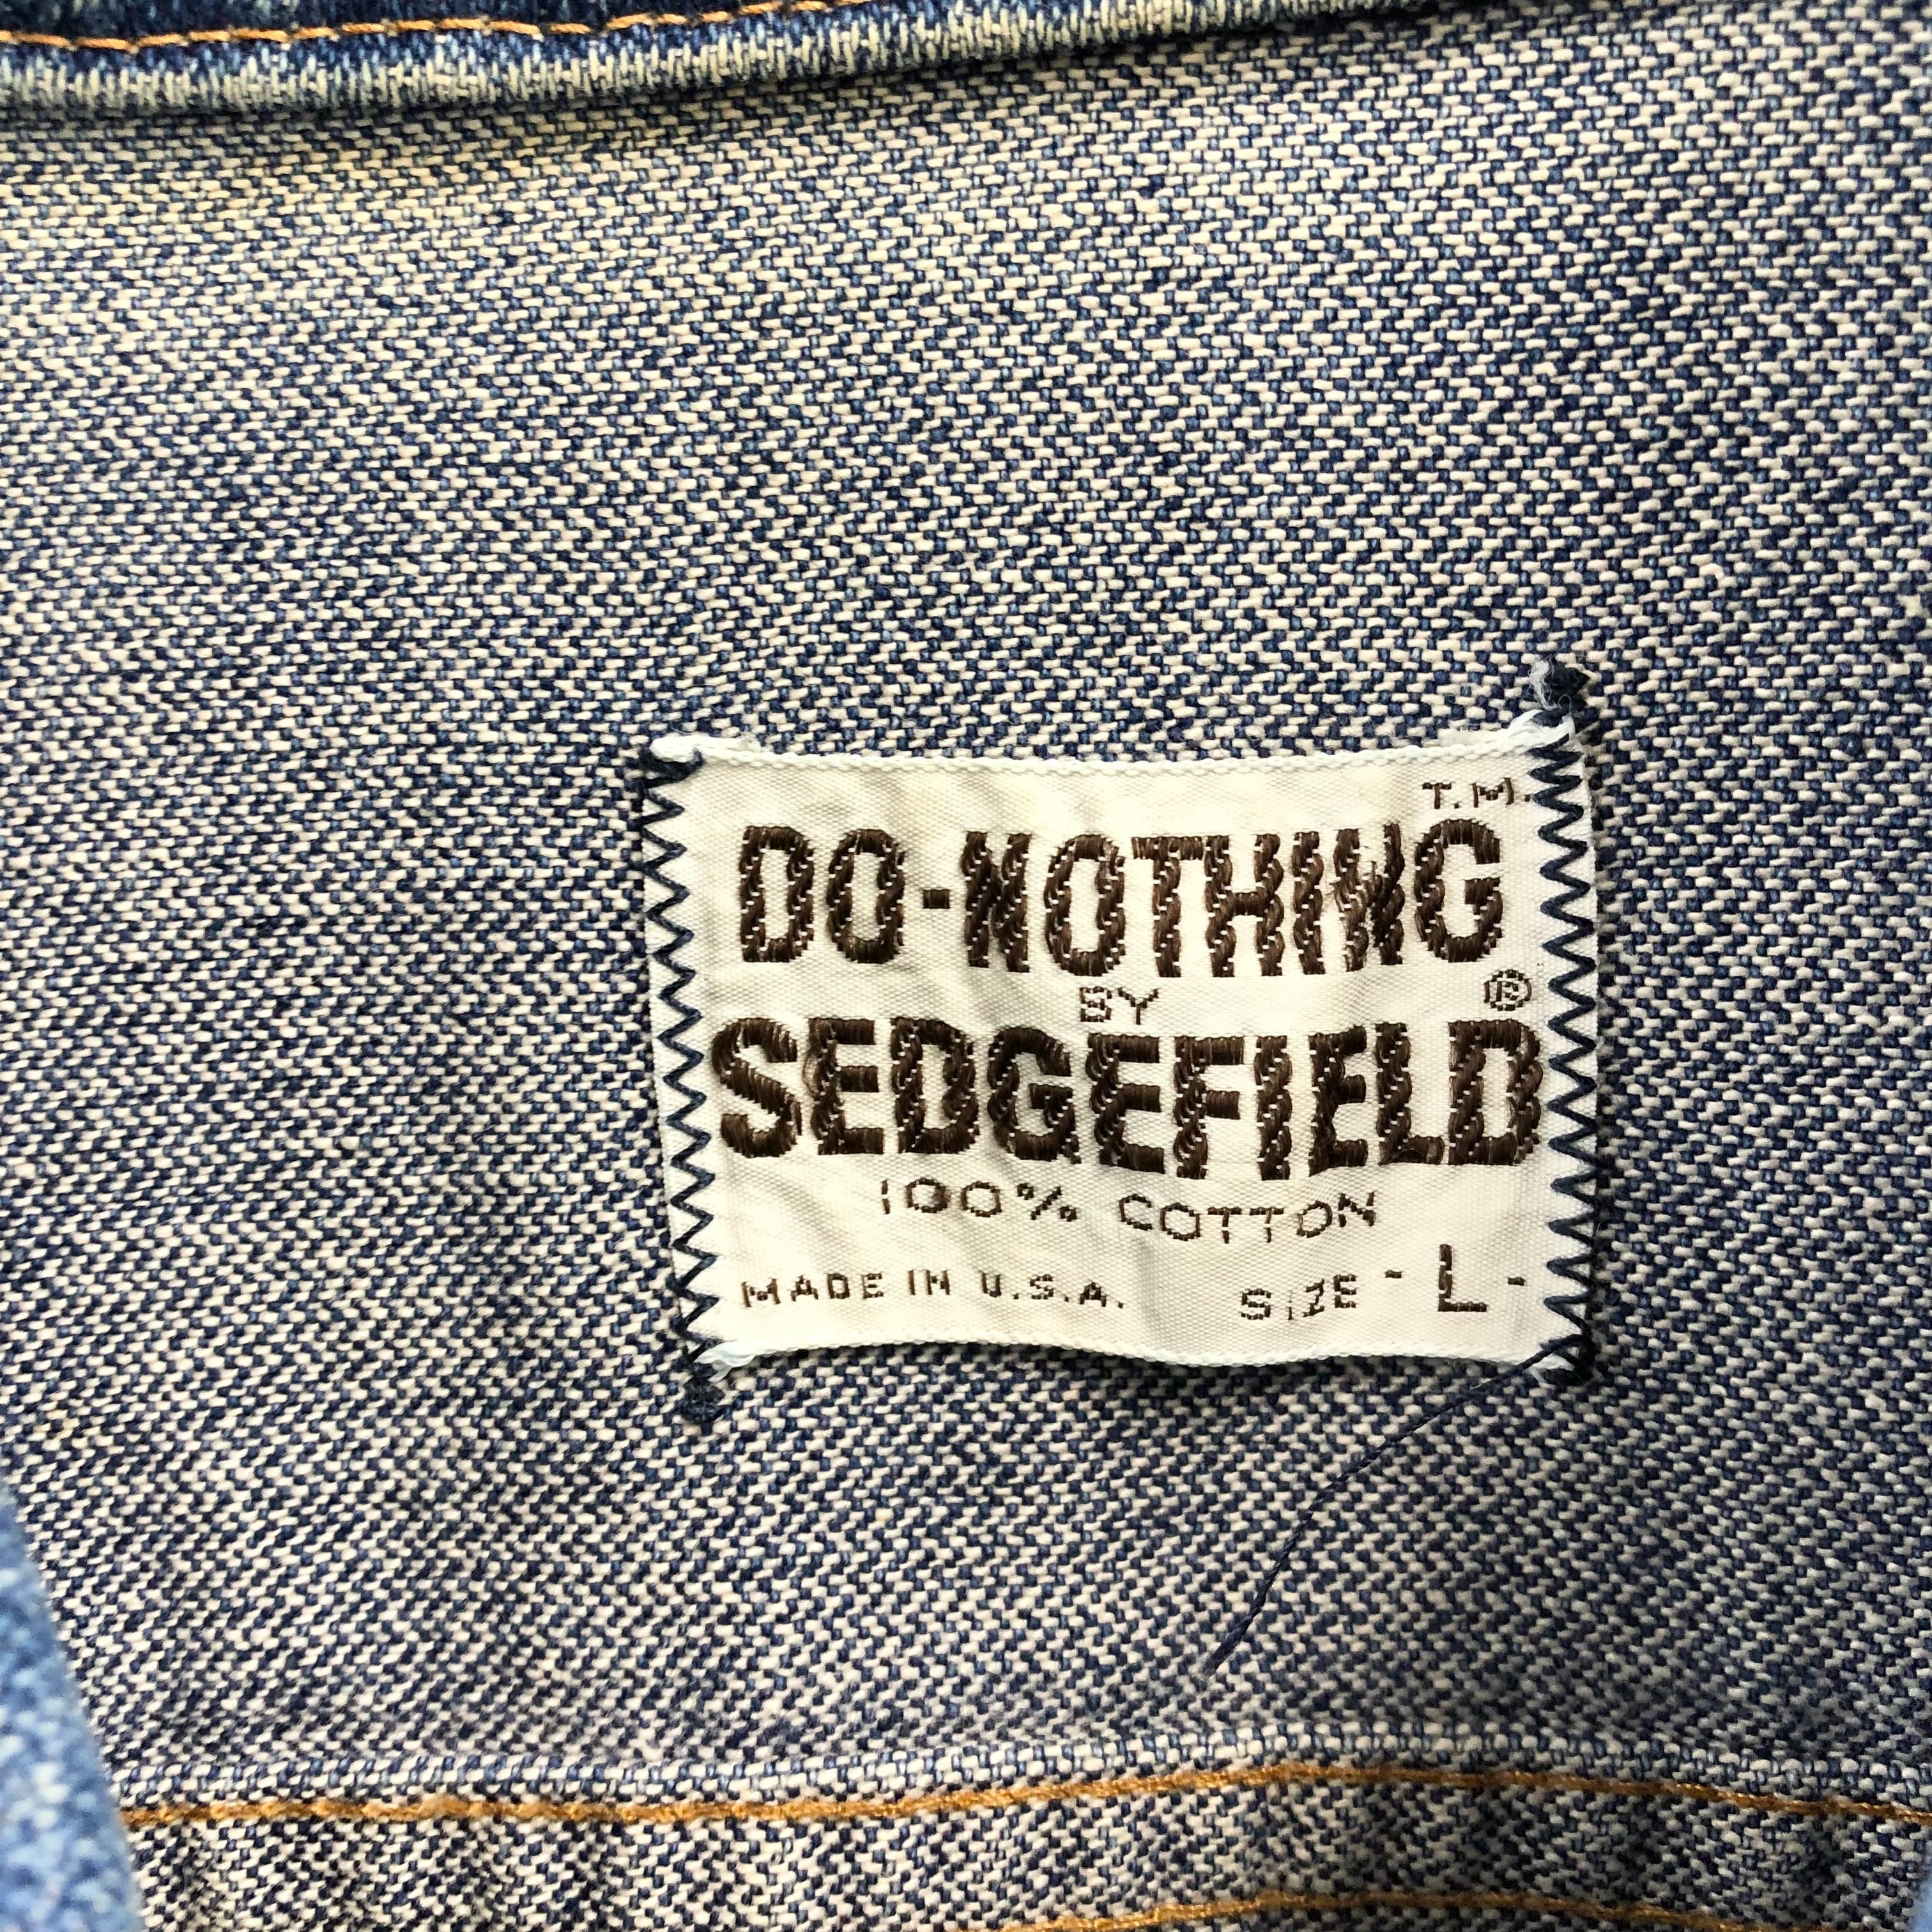 T.M.
DO-NOTHING
BY ®
SEDGEFIELD
100% COTTON
MADE IN U.S.A. SIZE - L -